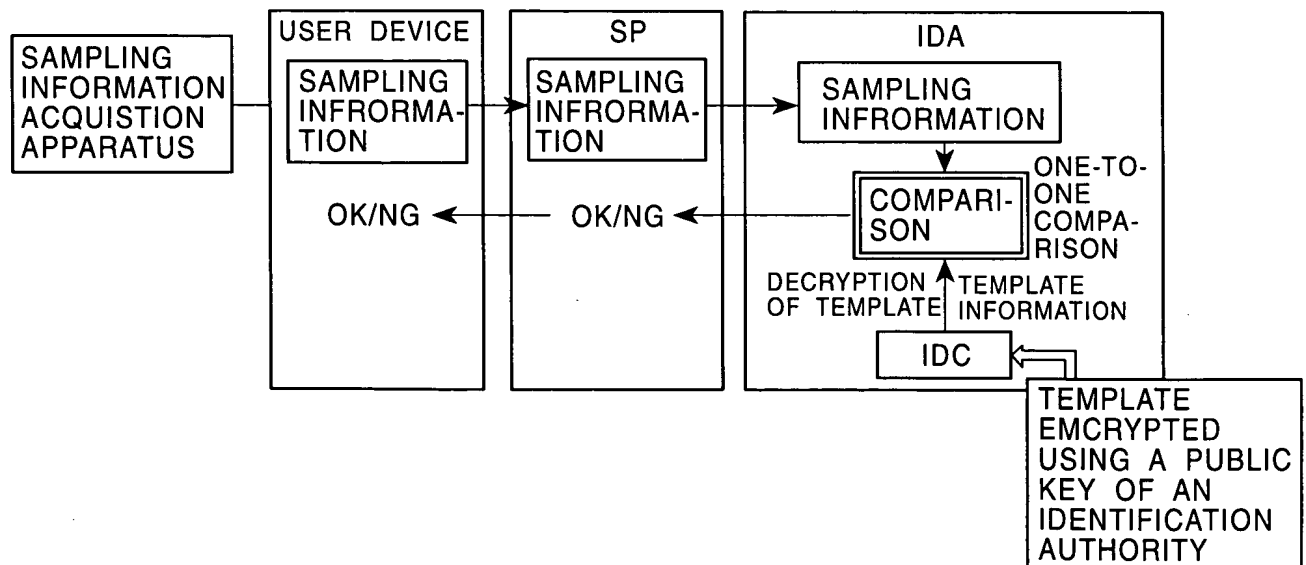 SAMPLING
INFORMATION
ACQUISTION
APPARATUS
USER DEVICE
SAMPLING
INFRORMA-
TION
OK/NG
SP
SAMPLING
INFRORMA-
TION
OK/NG
IDA
SAMPLING
INFRORMATION
COMPARI-
SON
ONE-TO-
ONE
COMPA-
RISON
DECRYPTION
OF TEMPLATE
TEMPLATE
INFORMATION
IDC
TEMPLATE
EMCRYPTED
USING A PUBLIC
KEY OF AN
IDENTIFICATION
AUTHORITY